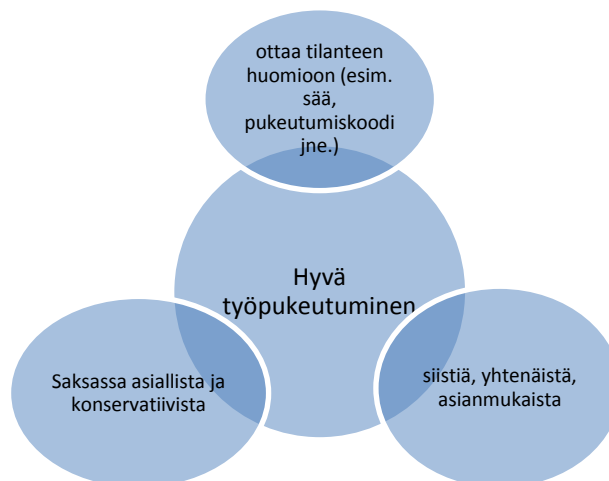 ottaa tilanteen
huomioon (esim.
sää,
pukeutumiskoodi
jne.)
Hyvä
työpukeutuminen
Saksassa asiallista ja
konservatiivista
siistiä, yhtenäistä,
asianmukaista